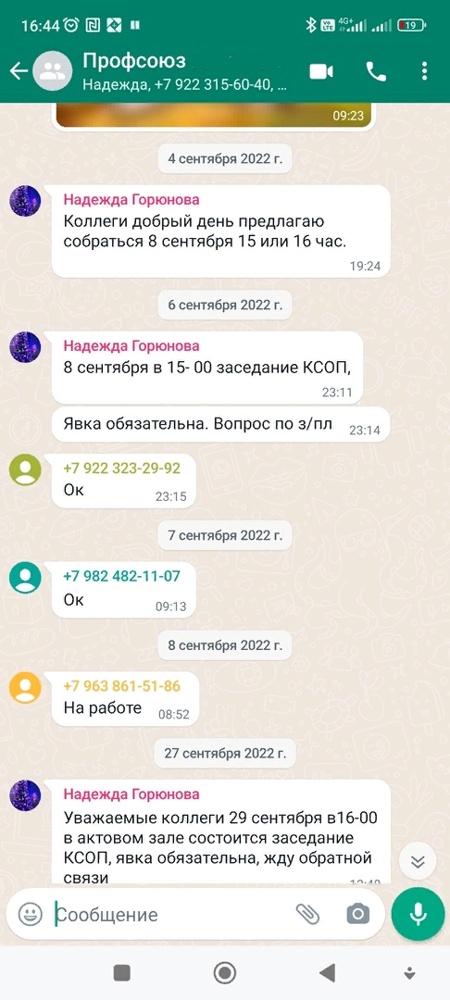 16:44
4G+
Vo LTE
19
Профсоюз
Надежда, +7 922 315-60-40, ...
09:23
4 сентября 2022 г.
Надежда Горюнова
Коллеги добрый день предлагаю
собраться 8 сентября 15 или 16 час.
19:24
6 сентября 2022 г.
Надежда Горюнова
8 сентября в 15- 00 заседание КСОП,
23:11
Явка обязательна. Вопрос по з/пл
23:14
+7 922 323-29-92
Ок
23:15
7 сентября 2022 г.
+7 982 482-11-07
Ок
09:13
8 сентября 2022 г.
+7 963 861-51-86
На работе
08:52
27 сентября 2022 г.
Надежда Горюнова
Уважаемые коллеги 29 сентября в16-00
в актовом зале состоится заседание
КСОП, явка обязательна, жду обратной
связи
Сообщение